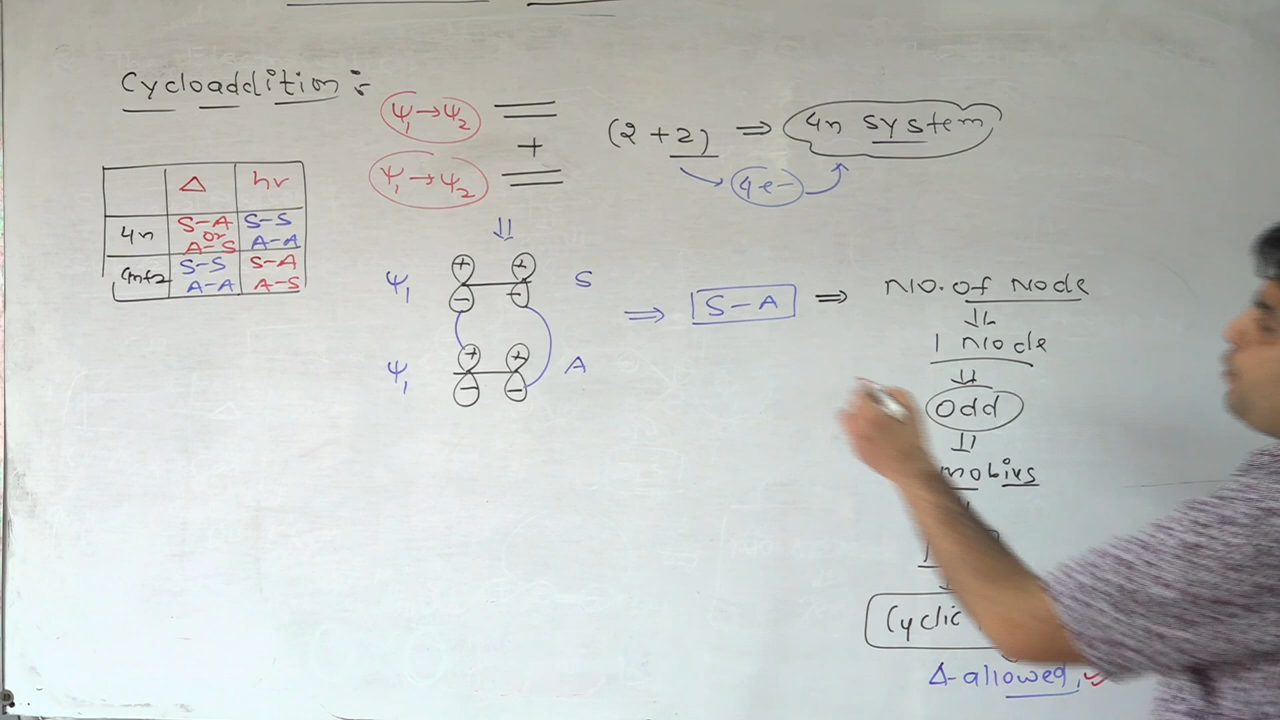 Cycloaddition :-
ψ₁→ψ₂
+
ψ₁→ψ₂
(2+2) ⇒ 4n system
4e-
Δ hν
4n S-A or A-S S-S A-A
4n+2 S-S A-A S-A A-S
ψ₁ + + S
- -
ψ₁ + + A
- -
⇒ S-A ⇒ No. of Node
1 Node
Odd
mobius
Cyclic
Δ-allowed,